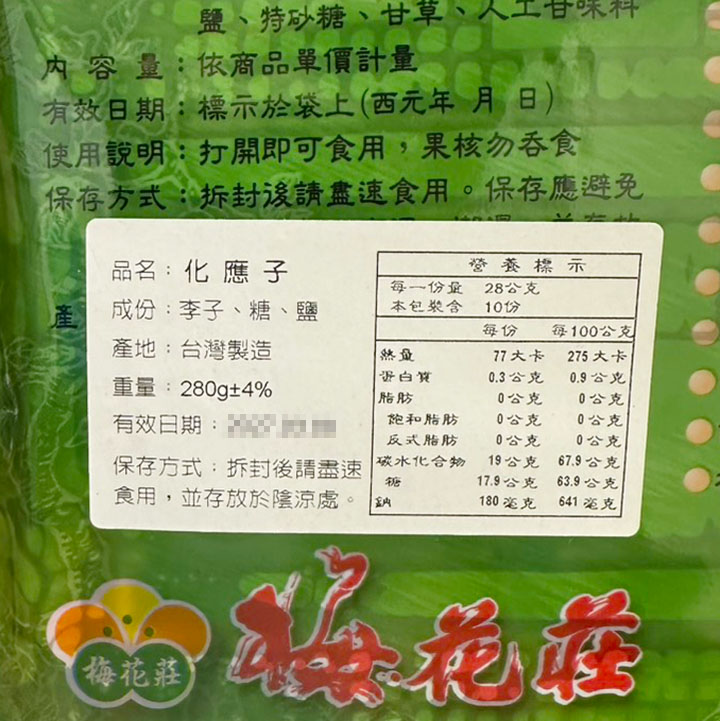 鹽、特砂糖、甘草、人工甘味料
內容量：依商品單價計量
有效日期：標示於袋上(西元年 月 日)
使用說明：打開即可食用，果核勿吞食
保存方式：拆封後請盡速食用。保存應避免
產
品名：化應子
成份：李子、糖、鹽
產地：台灣製造
重量：280g±4%
有效日期：
保存方式：拆封後請盡速
食用，並存放於陰涼處。
營養標示
每一份量 28公克
本包裝含 10份
每份 每100公克
熱量 77大卡 275大卡
蛋白質 0.3公克 0.9公克
脂肪 0公克 0公克
飽和脂肪 0公克 0公克
反式脂肪 0公克 0公克
碳水化合物 19公克 67.9公克
糖 17.9公克 63.9公克
鈉 180毫克 641毫克
梅花莊
梅花莊